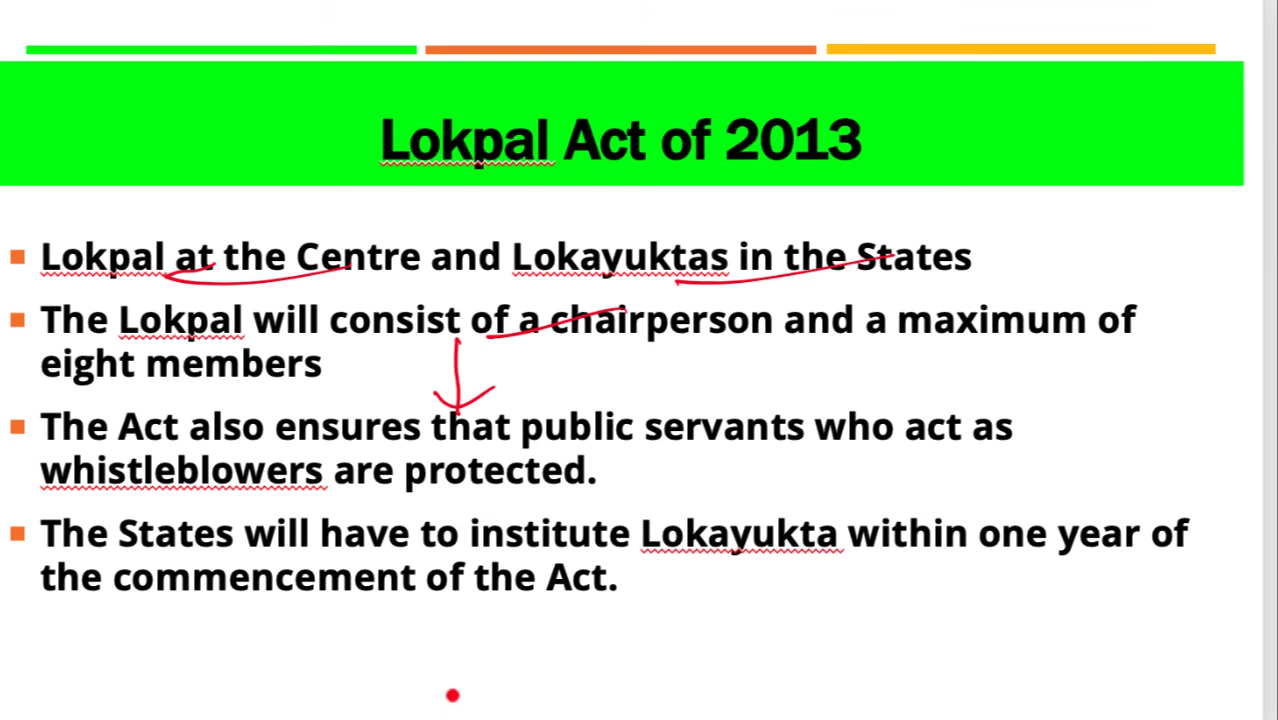 Lokpal Act of 2013
Lokpal at the Centre and Lokayuktas in the States
The Lokpal will consist of a chairperson and a maximum of
eight members
The Act also ensures that public servants who act as
whistleblowers are protected.
The States will have to institute Lokayukta within one year of
the commencement of the Act.